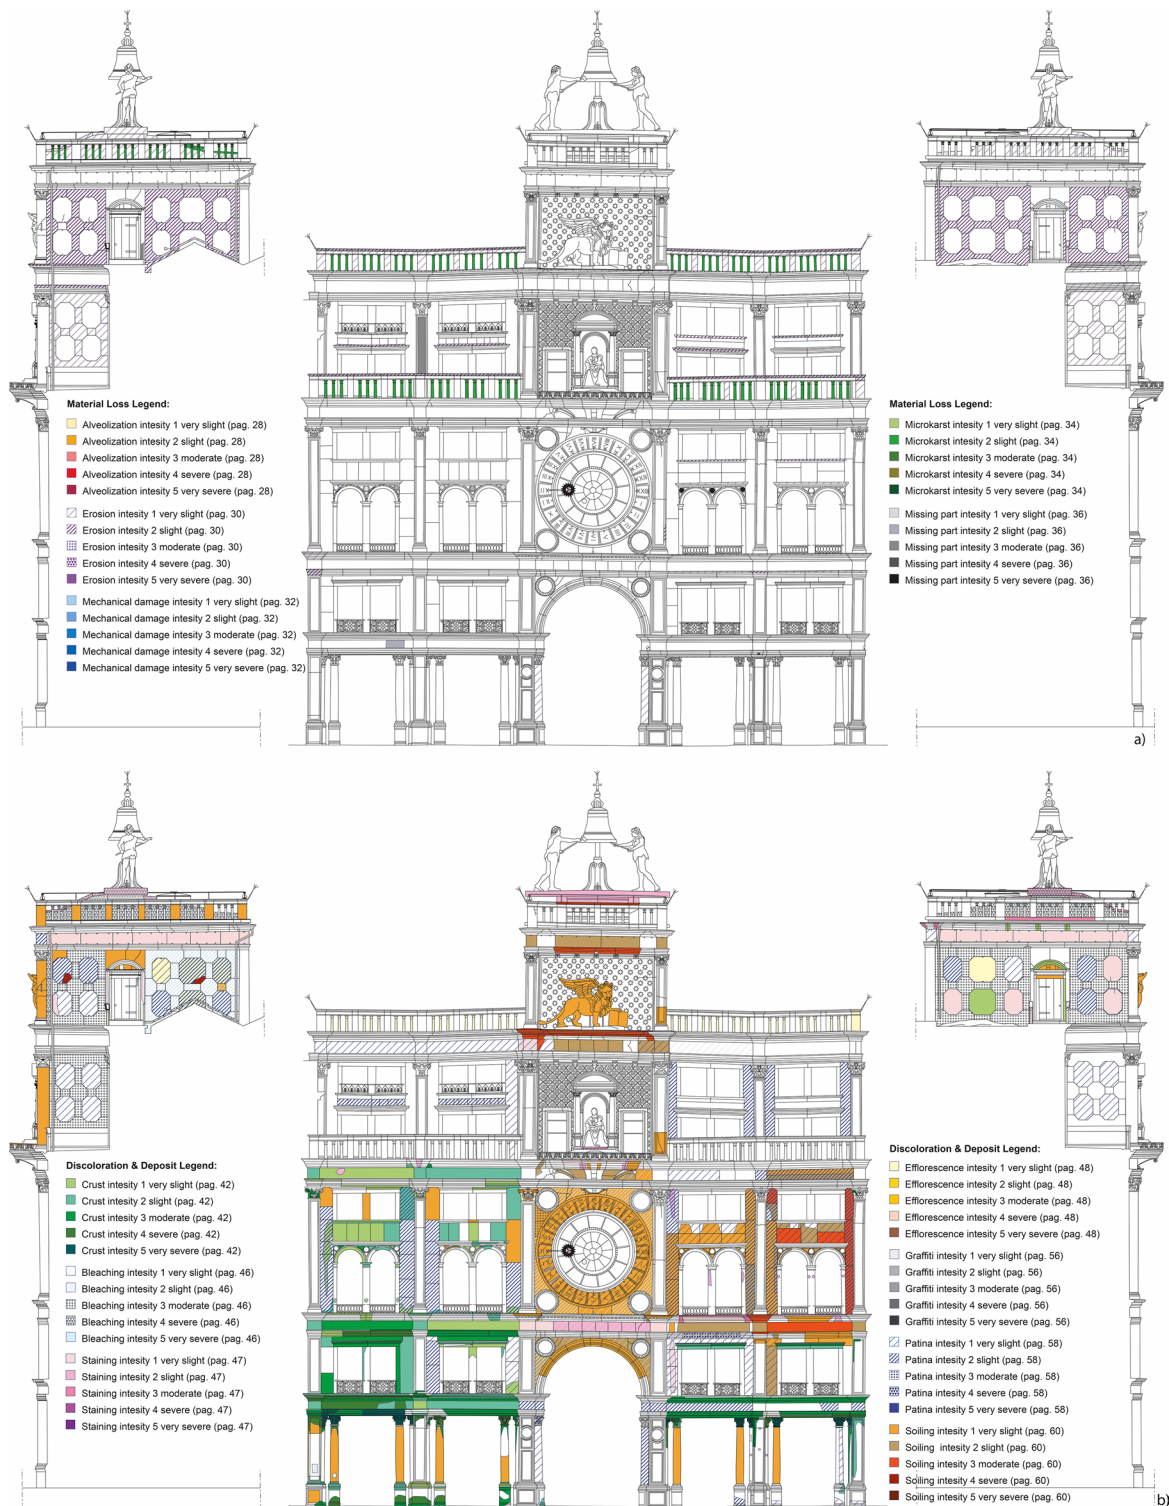 Material Loss Legend:
Alveolization intesity 1 very slight (pag. 28)
Alveolization intesity 2 slight (pag. 28)
Alveolization intesity 3 moderate (pag. 28)
Alveolization intesity 4 severe (pag. 28)
Alveolization intesity 5 very severe (pag. 28)
Erosion intesity 1 very slight (pag. 30)
Erosion intesity 2 slight (pag. 30)
Erosion intesity 3 moderate (pag. 30)
Erosion intesity 4 severe (pag. 30)
Erosion intesity 5 very severe (pag. 30)
Mechanical damage intesity 1 very slight (pag. 32)
Mechanical damage intesity 2 slight (pag. 32)
Mechanical damage intesity 3 moderate (pag. 32)
Mechanical damage intesity 4 severe (pag. 32)
Mechanical damage intesity 5 very severe (pag. 32)
Material Loss Legend:
Microkarst intesity 1 very slight (pag. 34)
Microkarst intesity 2 slight (pag. 34)
Microkarst intesity 3 moderate (pag. 34)
Microkarst intesity 4 severe (pag. 34)
Microkarst intesity 5 very severe (pag. 34)
Missing part intesity 1 very slight (pag. 36)
Missing part intesity 2 slight (pag. 36)
Missing part intesity 3 moderate (pag. 36)
Missing part intesity 4 severe (pag. 36)
Missing part intesity 5 very severe (pag. 36)
a)
Discoloration & Deposit Legend:
Crust intesity 1 very slight (pag. 42)
Crust intesity 2 slight (pag. 42)
Crust intesity 3 moderate (pag. 42)
Crust intesity 4 severe (pag. 42)
Crust intesity 5 very severe (pag. 42)
Bleaching intesity 1 very slight (pag. 46)
Bleaching intesity 2 slight (pag. 46)
Bleaching intesity 3 moderate (pag. 46)
Bleaching intesity 4 severe (pag. 46)
Bleaching intesity 5 very severe (pag. 46)
Staining intesity 1 very slight (pag. 47)
Staining intesity 2 slight (pag. 47)
Staining intesity 3 moderate (pag. 47)
Staining intesity 4 severe (pag. 47)
Staining intesity 5 very severe (pag. 47)
Discoloration & Deposit Legend:
Efflorescence intesity 1 very slight (pag. 48)
Efflorescence intesity 2 slight (pag. 48)
Efflorescence intesity 3 moderate (pag. 48)
Efflorescence intesity 4 severe (pag. 48)
Efflorescence intesity 5 very severe (pag. 48)
Graffiti intesity 1 very slight (pag. 56)
Graffiti intesity 2 slight (pag. 56)
Graffiti intesity 3 moderate (pag. 56)
Graffiti intesity 4 severe (pag. 56)
Graffiti intesity 5 very severe (pag. 56)
Patina intesity 1 very slight (pag. 58)
Patina intesity 2 slight (pag. 58)
Patina intesity 3 moderate (pag. 58)
Patina intesity 4 severe (pag. 58)
Patina intesity 5 very severe (pag. 58)
Soiling intesity 1 very slight (pag. 60)
Soiling intesity 2 slight (pag. 60)
Soiling intesity 3 moderate (pag. 60)
Soiling intesity 4 severe (pag. 60)
Soiling intesity 5 very severe (pag. 60)
b)